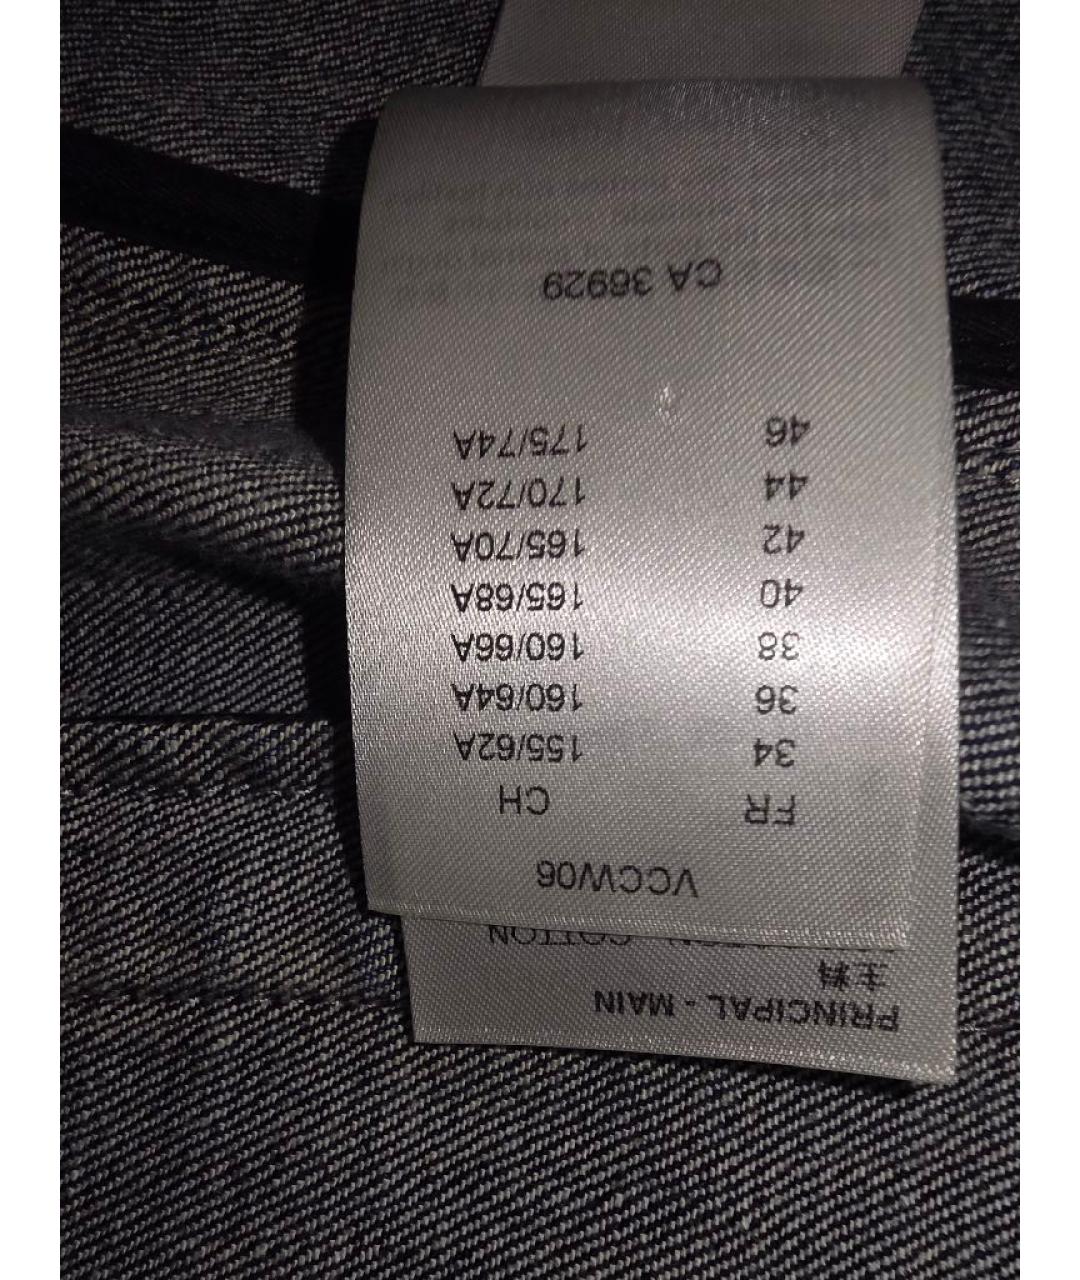 PRINCIPAL - MAIN
主料
COTTON
VCCW06
FR CH
34 155/62A
36 160/64A
38 160/66A
40 165/68A
42 165/70A
44 170/72A
46 175/74A
CA 36929